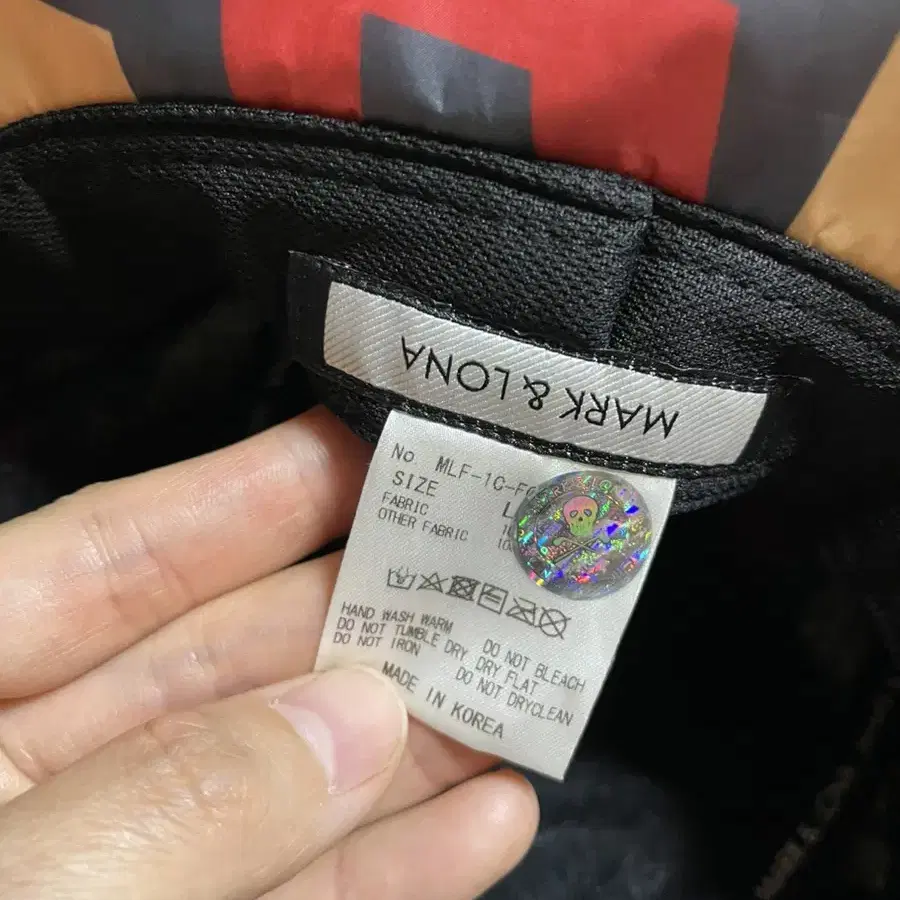 MARK & LONA
No MLF-1C-
SIZE L
FABRIC
OTHER FABRIC
HAND WASH WARM DO NOT BLEACH
DO NOT TUMBLE DRY DRY FLAT
DO NOT IRON DO NOT DRYCLEAN
MADE IN KOREA